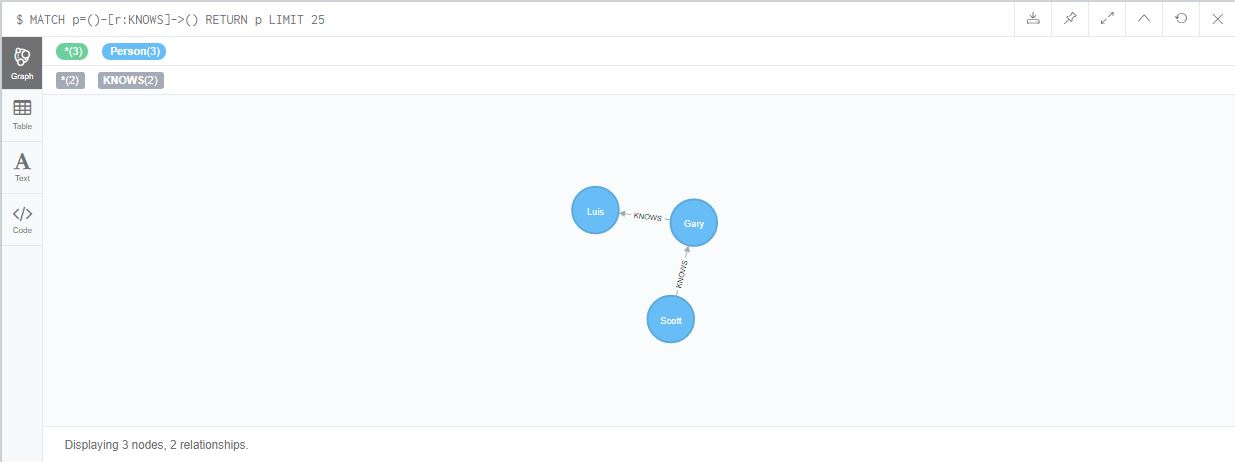 $ MATCH p=()-[r:KNOWS]->() RETURN p LIMIT 25
*(3) Person(3)
*(2) KNOWS(2)
Graph
Table
A
Text
</>
Code
Luis
KNOWS
Gary
KNOWS
Scott
Displaying 3 nodes, 2 relationships.